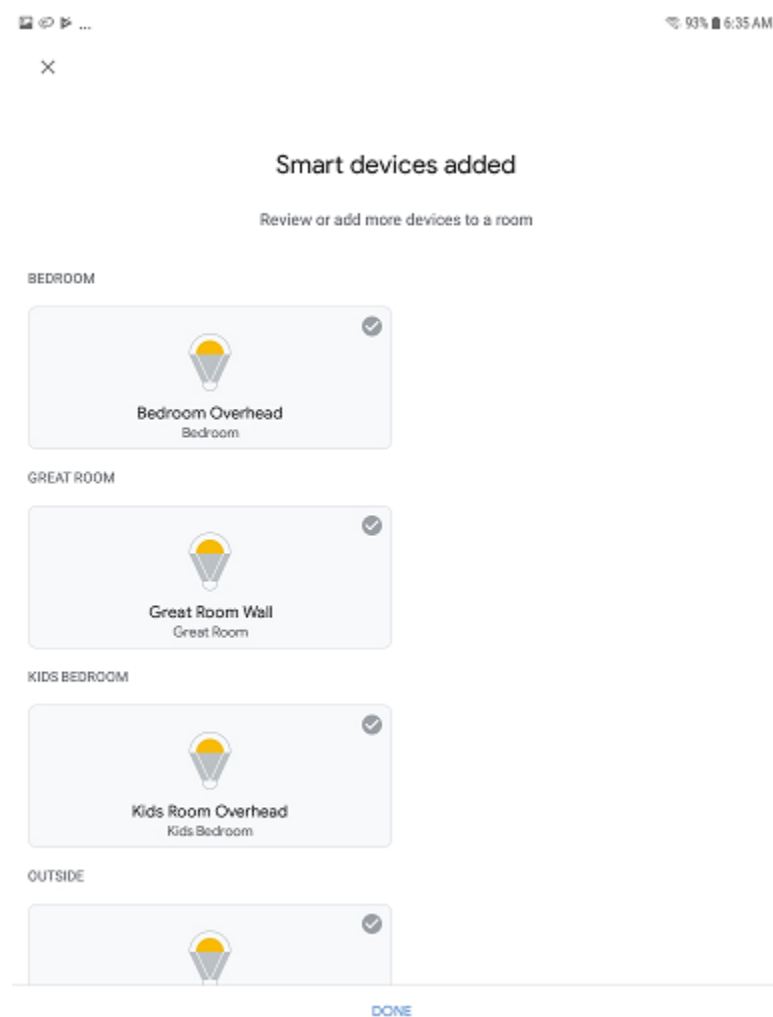 ... 93% 6:35 AM
Smart devices added
Review or add more devices to a room
BEDROOM
Bedroom Overhead
Bedroom
GREAT ROOM
Great Room Wall
Great Room
KIDS BEDROOM
Kids Room Overhead
Kids Bedroom
OUTSIDE
DONE